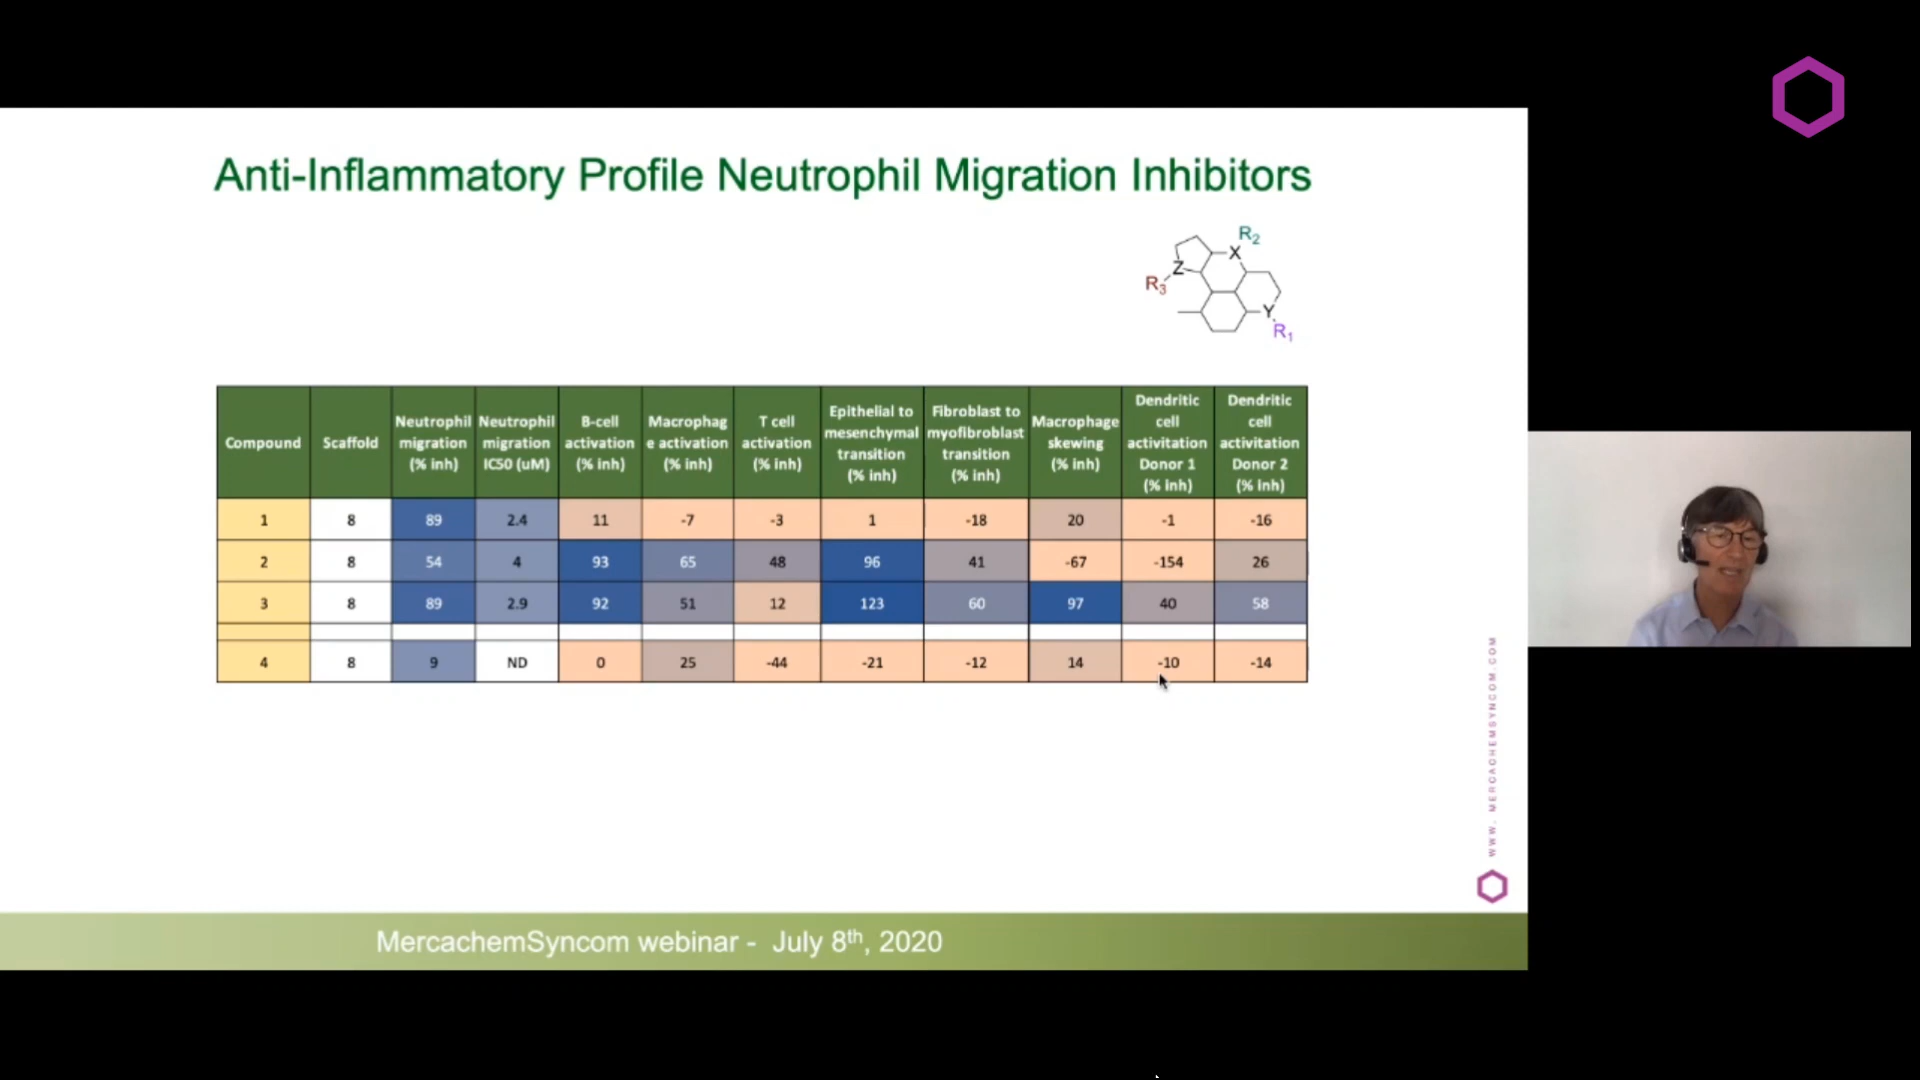 Anti-Inflammatory Profile Neutrophil Migration Inhibitors
R2
X
Z
R3
Y
R1
Compound Scaffold Neutrophil migration (% inh) Neutrophil migration IC50 (uM) B-cell activation (% inh) Macrophag e activation (% inh) T cell activation (% inh) Epithelial to mesenchymal transition (% inh) Fibroblast to myofibroblast transition (% inh) Macrophage skewing (% inh) Dendritic cell activitation Donor 1 (% inh) Dendritic cell activitation Donor 2 (% inh)
1 8 89 2.4 11 -7 -3 1 -18 20 -1 -16
2 8 54 4 93 65 48 96 41 -67 -154 26
3 8 89 2.9 92 51 12 123 60 97 40 58
4 8 9 ND 0 25 -44 -21 -12 14 -10 -14
WWW. MERCACHEMSYNCOM.COM
MercachemSyncom webinar - July 8th, 2020